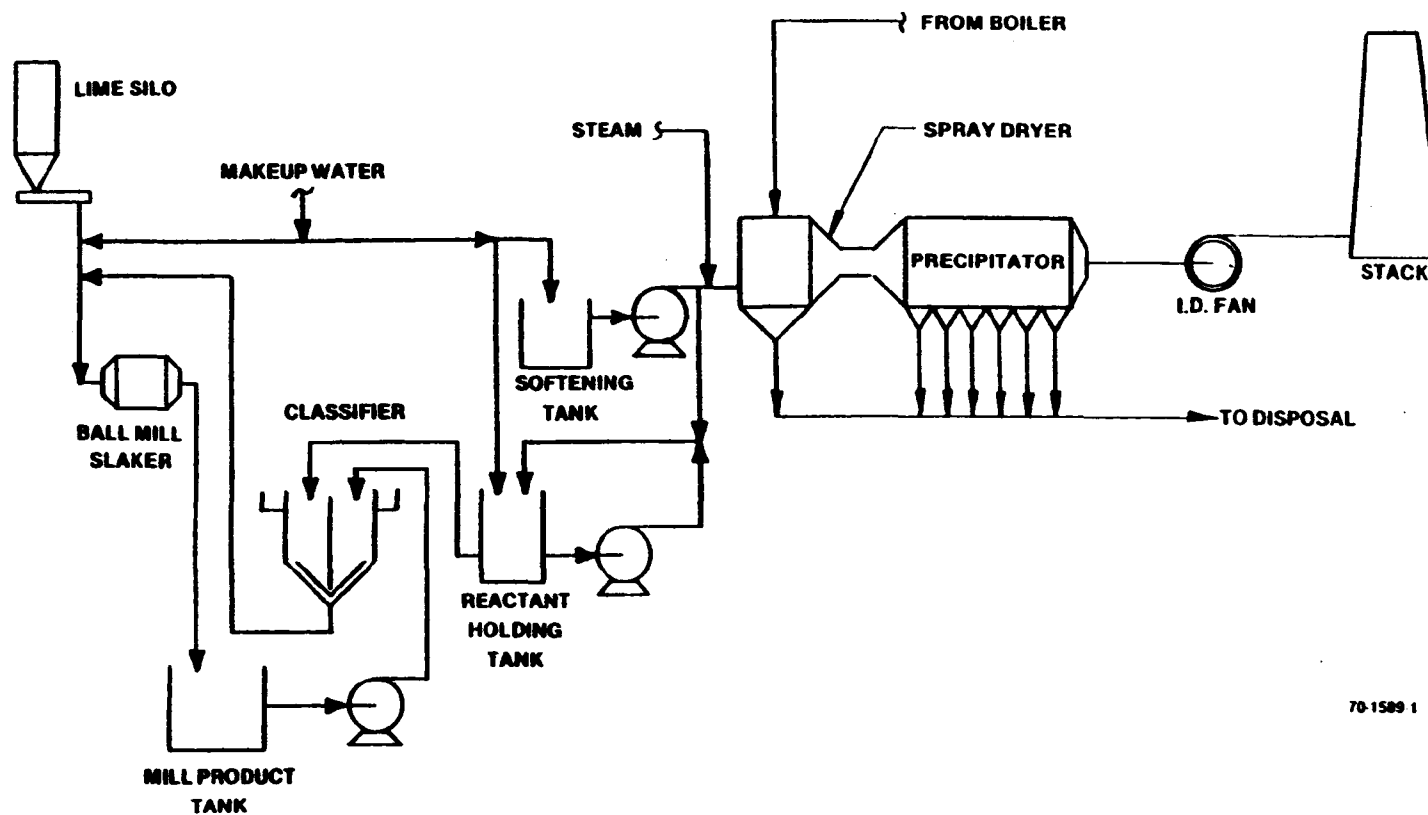 FROM BOILER
LIME SILO
STEAM
SPRAY DRYER
MAKEUP WATER
PRECIPITATOR
STACK
I.D. FAN
SOFTENING
TANK
CLASSIFIER
TO DISPOSAL
BALL MILL
SLAKER
REACTANT
HOLDING
TANK
70-1589-1
MILL PRODUCT
TANK